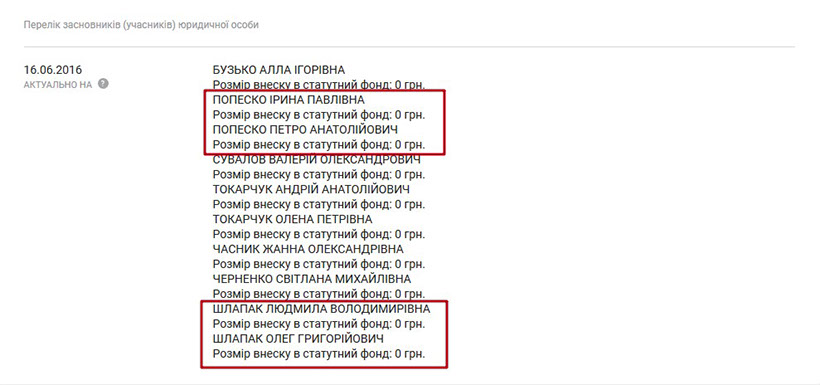 Перелік засновників (учасників) юридичної особи
16.06.2016
АКТУАЛЬНО НА ?
БУЗЬКО АЛЛА ІГОРІВНА
Розмір внеску в статутний фонд: 0 грн.
ПОПЕСКО ІРИНА ПАВЛІВНА
Розмір внеску в статутний фонд: 0 грн.
ПОПЕСКО ПЕТРО АНАТОЛІЙОВИЧ
Розмір внеску в статутний фонд: 0 грн.
СУВАЛОВ ВАЛЕРІЙ ОЛЕКСАНДРОВИЧ
Розмір внеску в статутний фонд: 0 грн.
ТОКАРЧУК АНДРІЙ АНАТОЛІЙОВИЧ
Розмір внеску в статутний фонд: 0 грн.
ТОКАРЧУК ОЛЕНА ПЕТРІВНА
Розмір внеску в статутний фонд: 0 грн.
ЧАСНИК ЖАННА ОЛЕКСАНДРІВНА
Розмір внеску в статутний фонд: 0 грн.
ЧЕРНЕНКО СВІТЛАНА МИХАЙЛІВНА
Розмір внеску в статутний фонд: 0 грн.
ШЛАПАК ЛЮДМИЛА ВОЛОДИМИРІВНА
Розмір внеску в статутний фонд: 0 грн.
ШЛАПАК ОЛЕГ ГРИГОРІЙОВИЧ
Розмір внеску в статутний фонд: 0 грн.